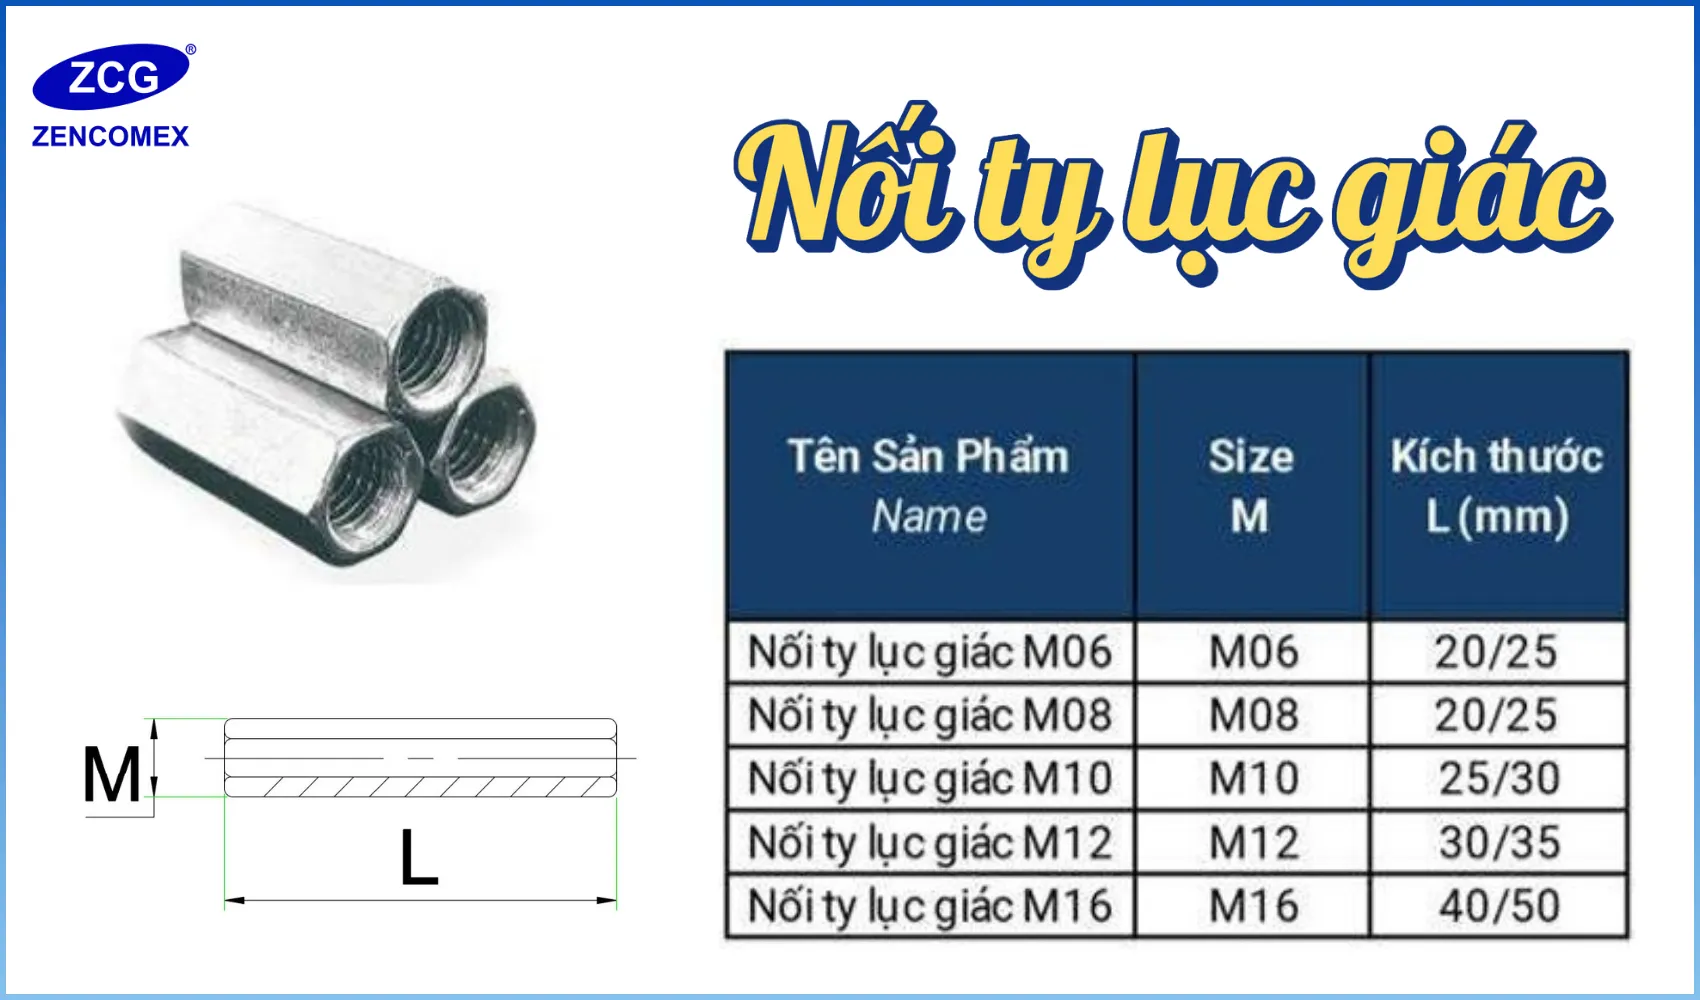 ZCG®
ZENCOMEX
Nối ty lục giác
Tên Sản Phẩm Size Kích thước
Name M L (mm)
Nối ty lục giác M06 M06 20/25
Nối ty lục giác M08 M08 20/25
Nối ty lục giác M10 M10 25/30
Nối ty lục giác M12 M12 30/35
Nối ty lục giác M16 M16 40/50
M
L